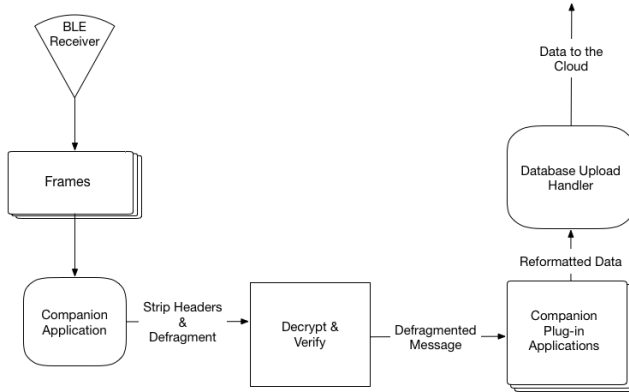 BLE
Receiver
Frames
Companion
Application
Strip Headers
&
Defragment
Decrypt &
Verify
Defragmented
Message
Companion
Plug-in
Applications
Reformatted Data
Database Upload
Handler
Data to the
Cloud